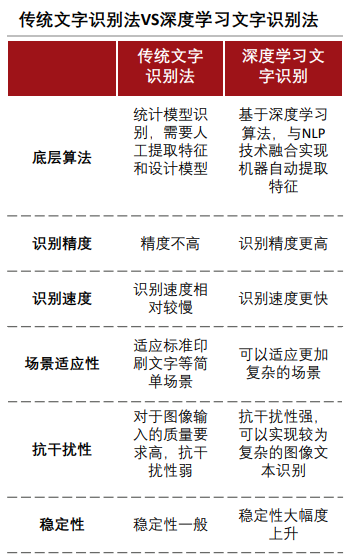 传统文字识别法VS深度学习文字识别法
传统文字
识别法
深度学习文
字识别
底层算法
统计模型识
别，需要人
工提取特征
和设计模型
基于深度学习
算法，与NLP
技术融合实现
机器自动提取
特征
识别精度
精度不高
识别精度更高
识别速度
识别速度相
对较慢
识别速度更快
场景适应性
适应标准印
刷文字等简
单场景
可以适应更加
复杂的场景
抗干扰性
对于图像输
入的质量要
求高，抗干
扰性弱
抗干扰性强，
可以实现较为
复杂的图像文
本识别
稳定性
稳定性一般
稳定性大幅度
上升